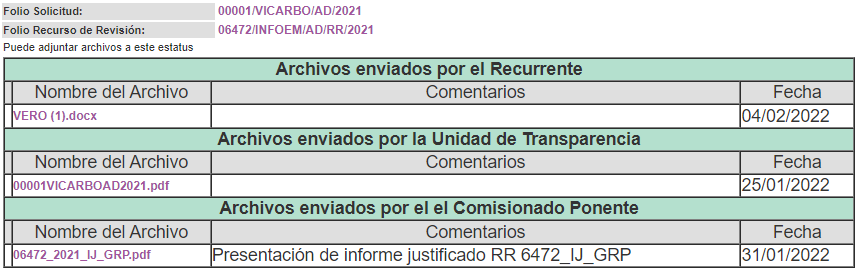 Folio Solicitud: 00001/VICARBO/AD/2021
Folio Recurso de Revisión: 06472/INFOEM/AD/RR/2021
Puede adjuntar archivos a este estatus
Archivos enviados por el Recurrente
Nombre del Archivo Comentarios Fecha
VERO (1).docx 04/02/2022
Archivos enviados por la Unidad de Transparencia
Nombre del Archivo Comentarios Fecha
00001VICARBOAD2021.pdf 25/01/2022
Archivos enviados por el el Comisionado Ponente
Nombre del Archivo Comentarios Fecha
06472_2021_IJ_GRP.pdf Presentación de informe justificado RR 6472_IJ_GRP 31/01/2022